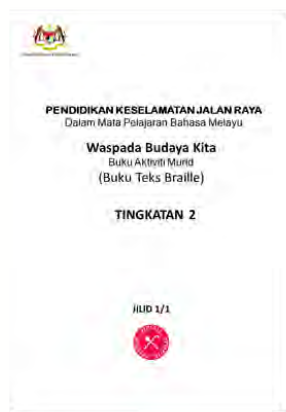 PENDIDIKAN KESELAMATAN JALAN RAYA
Dalam Mata Pelajaran Bahasa Melayu
Waspada Budaya Kita
Buku Aktiviti Murid
(Buku Teks Braille)
TINGKATAN 2
JILID 1/1